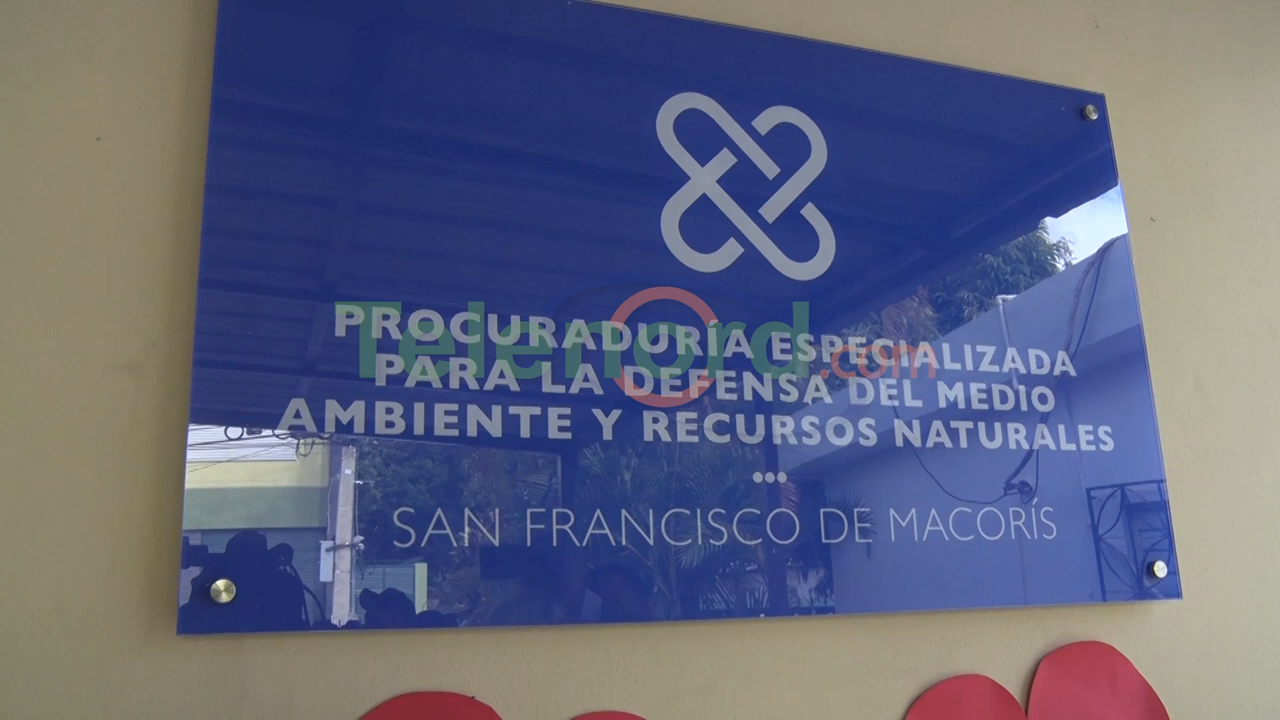 PROCURADURÍA ESPECIALIZADA
PARA LA DEFENSA DEL MEDIO
AMBIENTE Y RECURSOS NATURALES
SAN FRANCISCO DE MACORÍS
Telenord.com